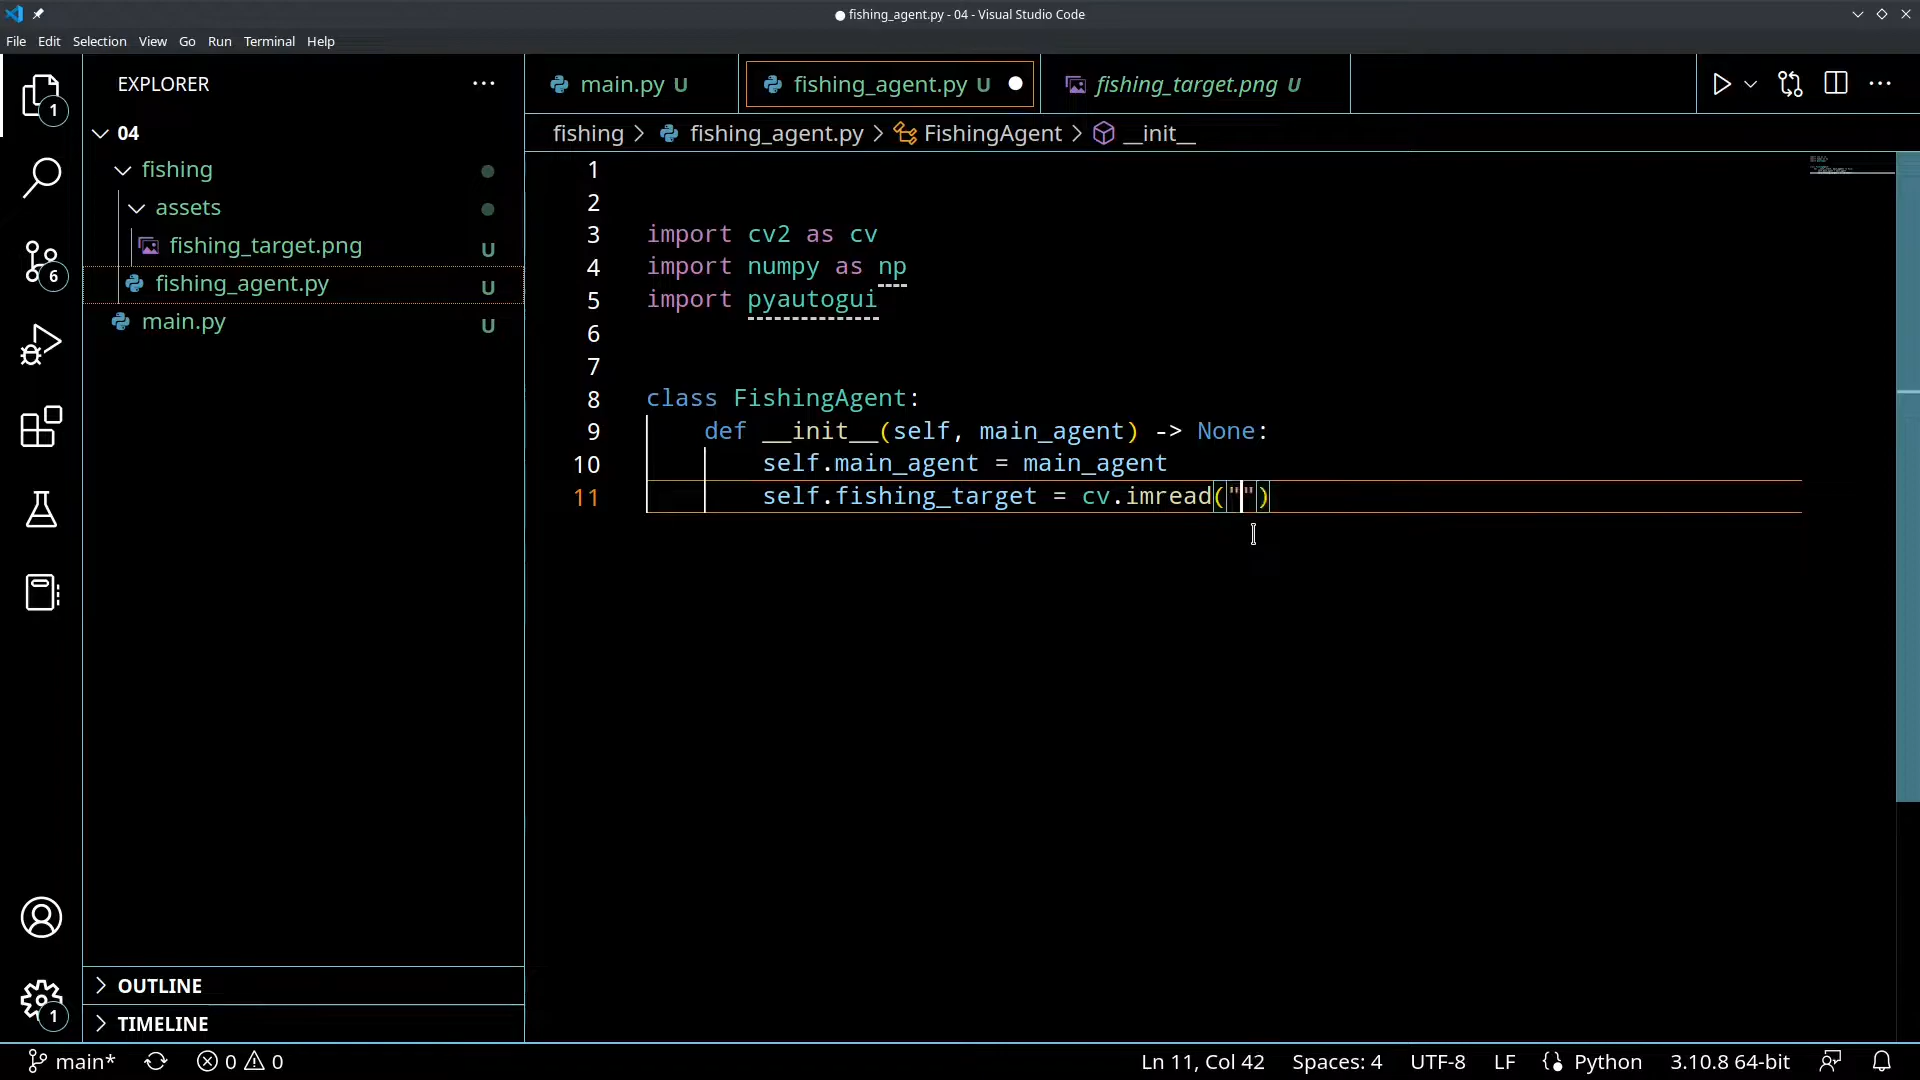 fishing_agent.py - 04 - Visual Studio Code
File Edit Selection View Go Run Terminal Help
EXPLORER
04
fishing
assets
fishing_target.png U
fishing_agent.py U
main.py U
1
6
1
OUTLINE
TIMELINE
main.py U
fishing_agent.py U
fishing_target.png U
fishing > fishing_agent.py > FishingAgent > __init__
1
2
3 import cv2 as cv
4 import numpy as np
5 import pyautogui
6
7
8 class FishingAgent:
9     def __init__(self, main_agent) -> None:
10         self.main_agent = main_agent
11         self.fishing_target = cv.imread("")
main* 0 0 Ln 11, Col 42 Spaces: 4 UTF-8 LF Python 3.10.8 64-bit